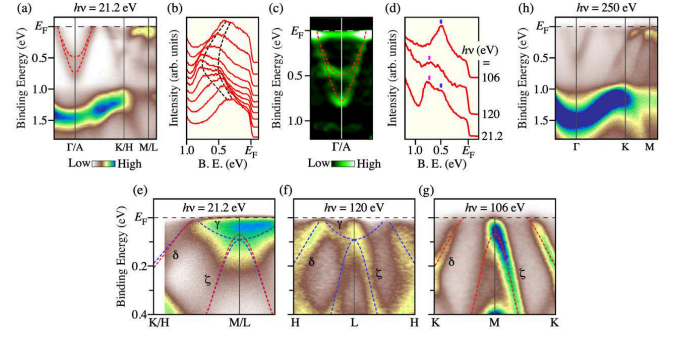 (a) hν = 21.2 eV
Binding Energy (eV)
E_F
0.5
1.0
1.5
Γ/A K/H M/L
Low High
(b)
Intensity (arb. units)
1.0 0.5 E_F
B. E. (eV)
(c)
Binding Energy (eV)
E_F
0.5
1.0
Γ/A
Low High
(d)
hν (eV)
=
106
120
21.2
Intensity (arb. units)
1.0 0.5 E_F
B. E. (eV)
(h) hν = 250 eV
Binding Energy (eV)
E_F
0.5
1.0
1.5
Γ K M
(e) hν = 21.2 eV
Binding Energy (eV)
E_F
0.2
0.4
γ
δ
ζ
K/H M/L
(f) hν = 120 eV
γ
δ
ζ
H L H
(g) hν = 106 eV
δ
ζ
K M K